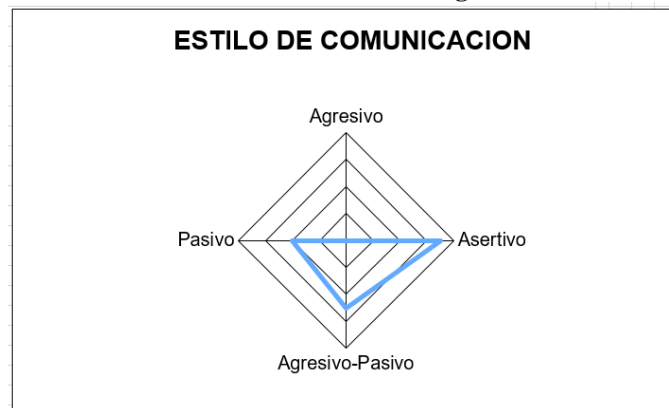 ESTILO DE COMUNICACION
Agresivo
Pasivo
Asertivo
Agresivo-Pasivo